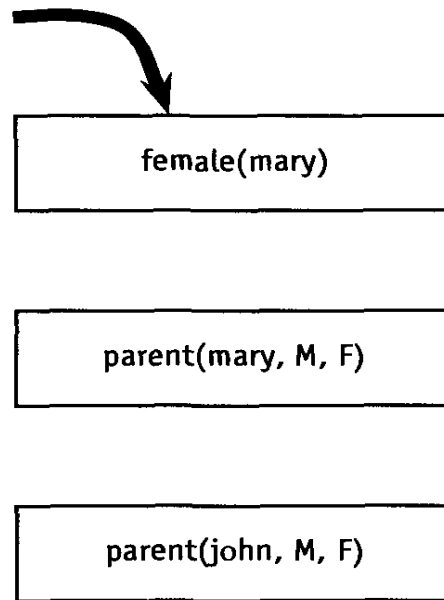 female(mary)
parent(mary, M, F)
parent(john, M, F)